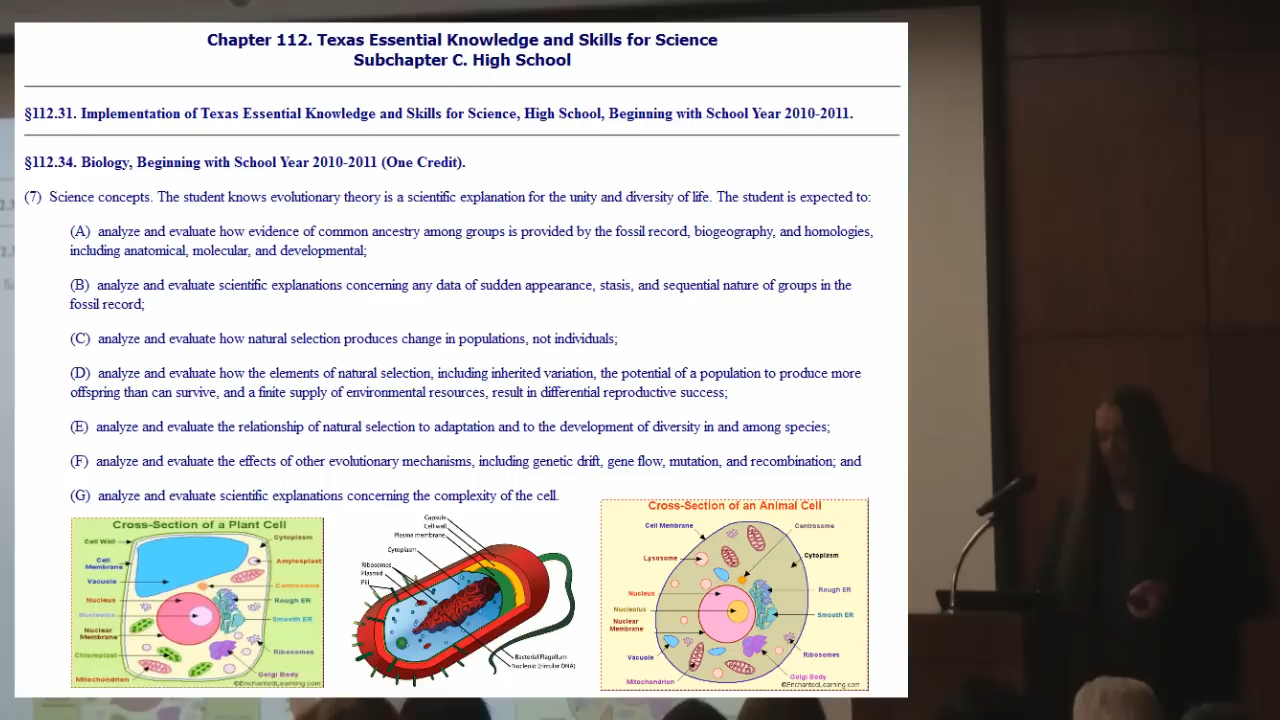 Chapter 112. Texas Essential Knowledge and Skills for Science
Subchapter C. High School
§112.31. Implementation of Texas Essential Knowledge and Skills for Science, High School, Beginning with School Year 2010-2011.
§112.34. Biology, Beginning with School Year 2010-2011 (One Credit).
(7) Science concepts. The student knows evolutionary theory is a scientific explanation for the unity and diversity of life. The student is expected to:
(A) analyze and evaluate how evidence of common ancestry among groups is provided by the fossil record, biogeography, and homologies,
including anatomical, molecular, and developmental;
(B) analyze and evaluate scientific explanations concerning any data of sudden appearance, stasis, and sequential nature of groups in the
fossil record;
(C) analyze and evaluate how natural selection produces change in populations, not individuals;
(D) analyze and evaluate how the elements of natural selection, including inherited variation, the potential of a population to produce more
offspring than can survive, and a finite supply of environmental resources, result in differential reproductive success;
(E) analyze and evaluate the relationship of natural selection to adaptation and to the development of diversity in and among species;
(F) analyze and evaluate the effects of other evolutionary mechanisms, including genetic drift, gene flow, mutation, and recombination; and
(G) analyze and evaluate scientific explanations concerning the complexity of the cell.
Cross-Section of a Plant Cell
Cell Wall
Cell
Membrane
Vacuole
Nucleus
Nucleolus
Nuclear
Membrane
Chloroplast
Mitochondrion
Cytoplasm
Amyloplast
Centrosome
Rough ER
Smooth ER
Ribosomes
Golgi Body
©EnchantedLearning.com
Capsule
Cell wall
Plasma membrane
Cytoplasm
Ribosomes
Plasmid
Pili
Bacterial Flagellum
Nucleoid (circular DNA)
Cross-Section of an Animal Cell
Cell Membrane
Lysosome
Nucleus
Nucleolus
Nuclear
Membrane
Vacuole
Mitochondrion
Centrosome
Cytoplasm
Rough ER
Smooth ER
Ribosomes
Golgi Body
©EnchantedLearning.com